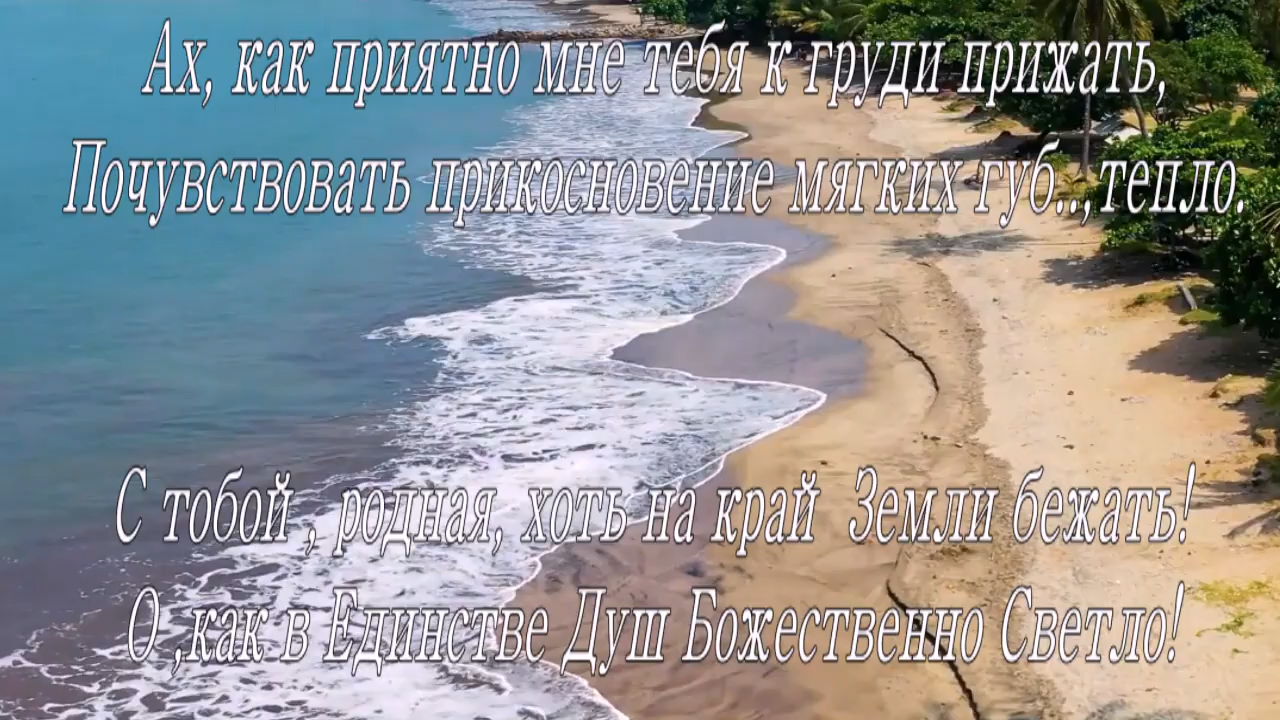 Ах, как приятно мне тебя к груди прижать,
Почувствовать прикосновение мягких губ..,тепло.
С тобой , родная, хоть на край Земли бежать!
О ,как в Единстве Душ Божественно Светло!